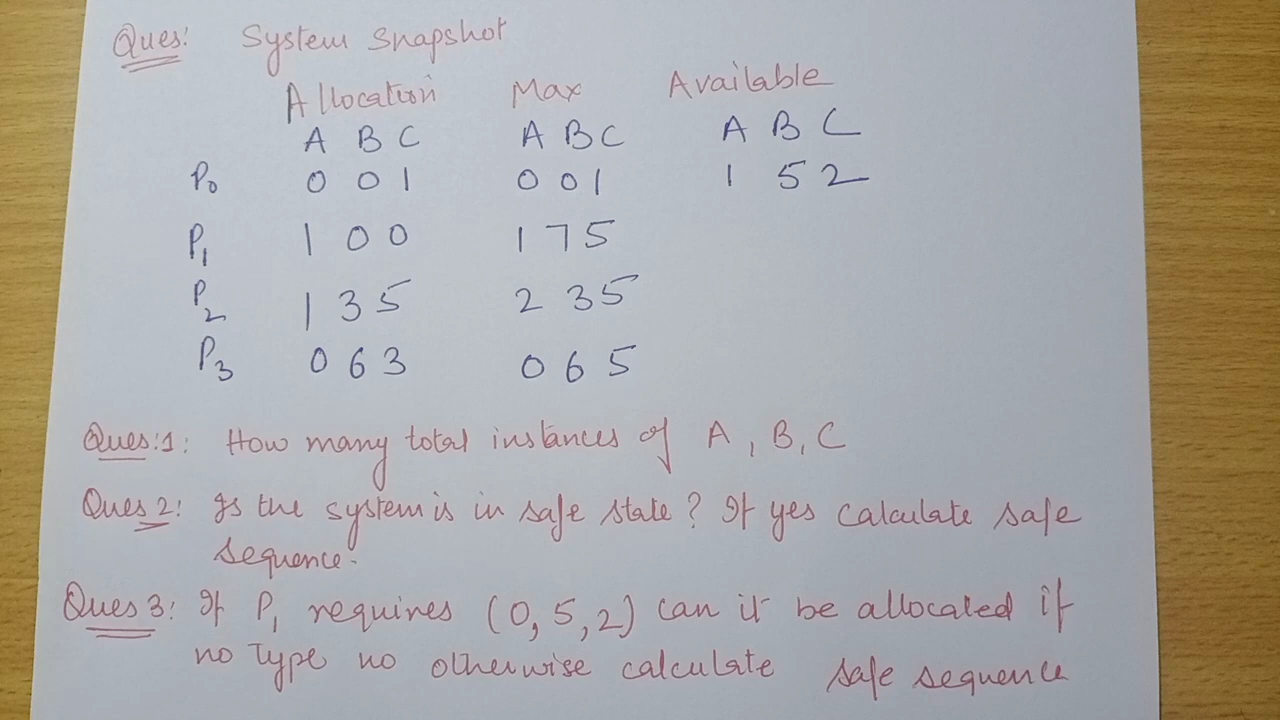 Ques: System snapshot
Allocation Max Available
A B C A B C A B C
P0 0 0 1 0 0 1 1 5 2
P1 1 0 0 1 7 5
P2 1 3 5 2 3 5
P3 0 6 3 0 6 5
Ques:1: How many total instances of A, B, C
Ques 2: Is the system is in safe state? If yes calculate safe
sequence.
Ques 3: If P1 requires (0, 5, 2) can it be allocated if
no type no otherwise calculate safe sequence